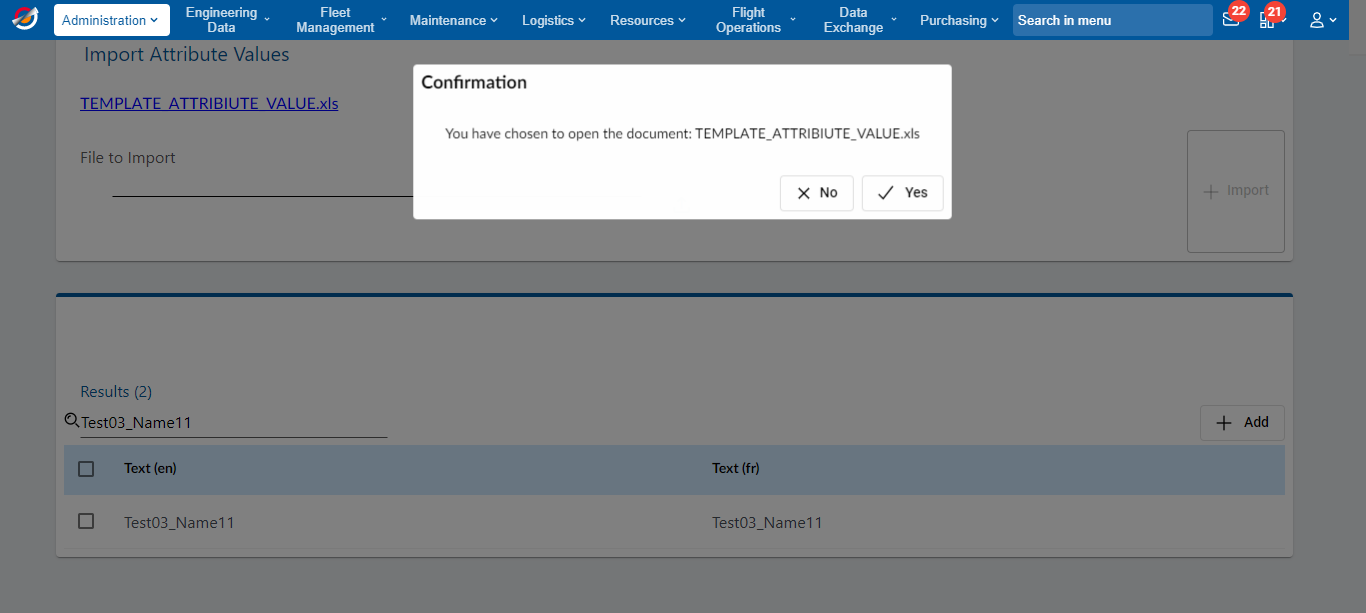 Administration
Engineering
Data
Fleet
Management
Maintenance
Logistics
Resources
Flight
Operations
Data
Exchange
Purchasing
Search in menu
22
21
Import Attribute Values
TEMPLATE_ATTRIBIUTE_VALUE.xls
File to Import
Import
Confirmation
You have chosen to open the document: TEMPLATE_ATTRIBIUTE_VALUE.xls
No
Yes
Results (2)
Test03_Name11
Add
Text (en)
Text (fr)
Test03_Name11
Test03_Name11